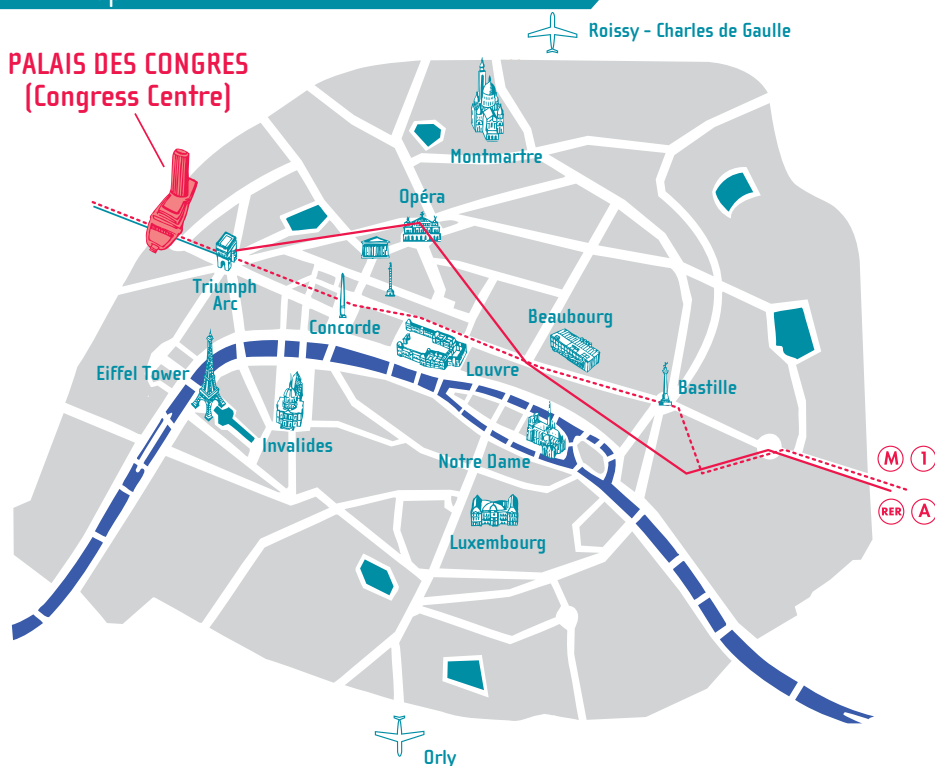 Roissy - Charles de Gaulle
PALAIS DES CONGRES
(Congress Centre)
Montmartre
Opéra
Triumph
Arc
Concorde
Beaubourg
Louvre
Eiffel Tower
Bastille
Invalides
Notre Dame
M 1
RER A
Luxembourg
Orly